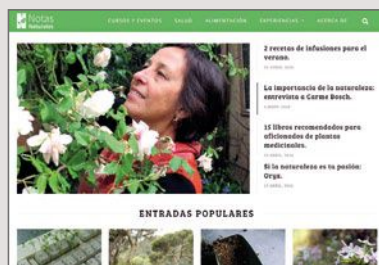 Notas
Naturales
CURSOS Y EVENTOS SALUD ALIMENTACIÓN EXPERIENCIAS ACERCA DE
2 recetas de infusiones para el
verano.
La importancia de la naturaleza:
entrevista a Carme Bosch.
15 libros recomendados para
aficionados de plantas
medicinales.
Si la naturaleza es tu pasión:
Orya.
ENTRADAS POPULARES